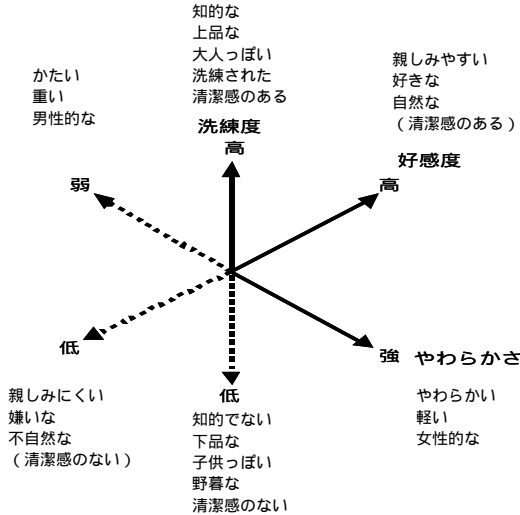 知的な
上品な
大人っぽい
洗練された
清潔感のある
かたい
重い
男性的な
親しみやすい
好きな
自然な
(清潔感のある)
洗練度
高
好感度
高
弱
低
強 やわらかさ
低
親しみにくい
嫌いな
不自然な
(清潔感のない)
知的でない
下品な
子供っぽい
野暮な
清潔感のない
やわらかい
軽い
女性的な